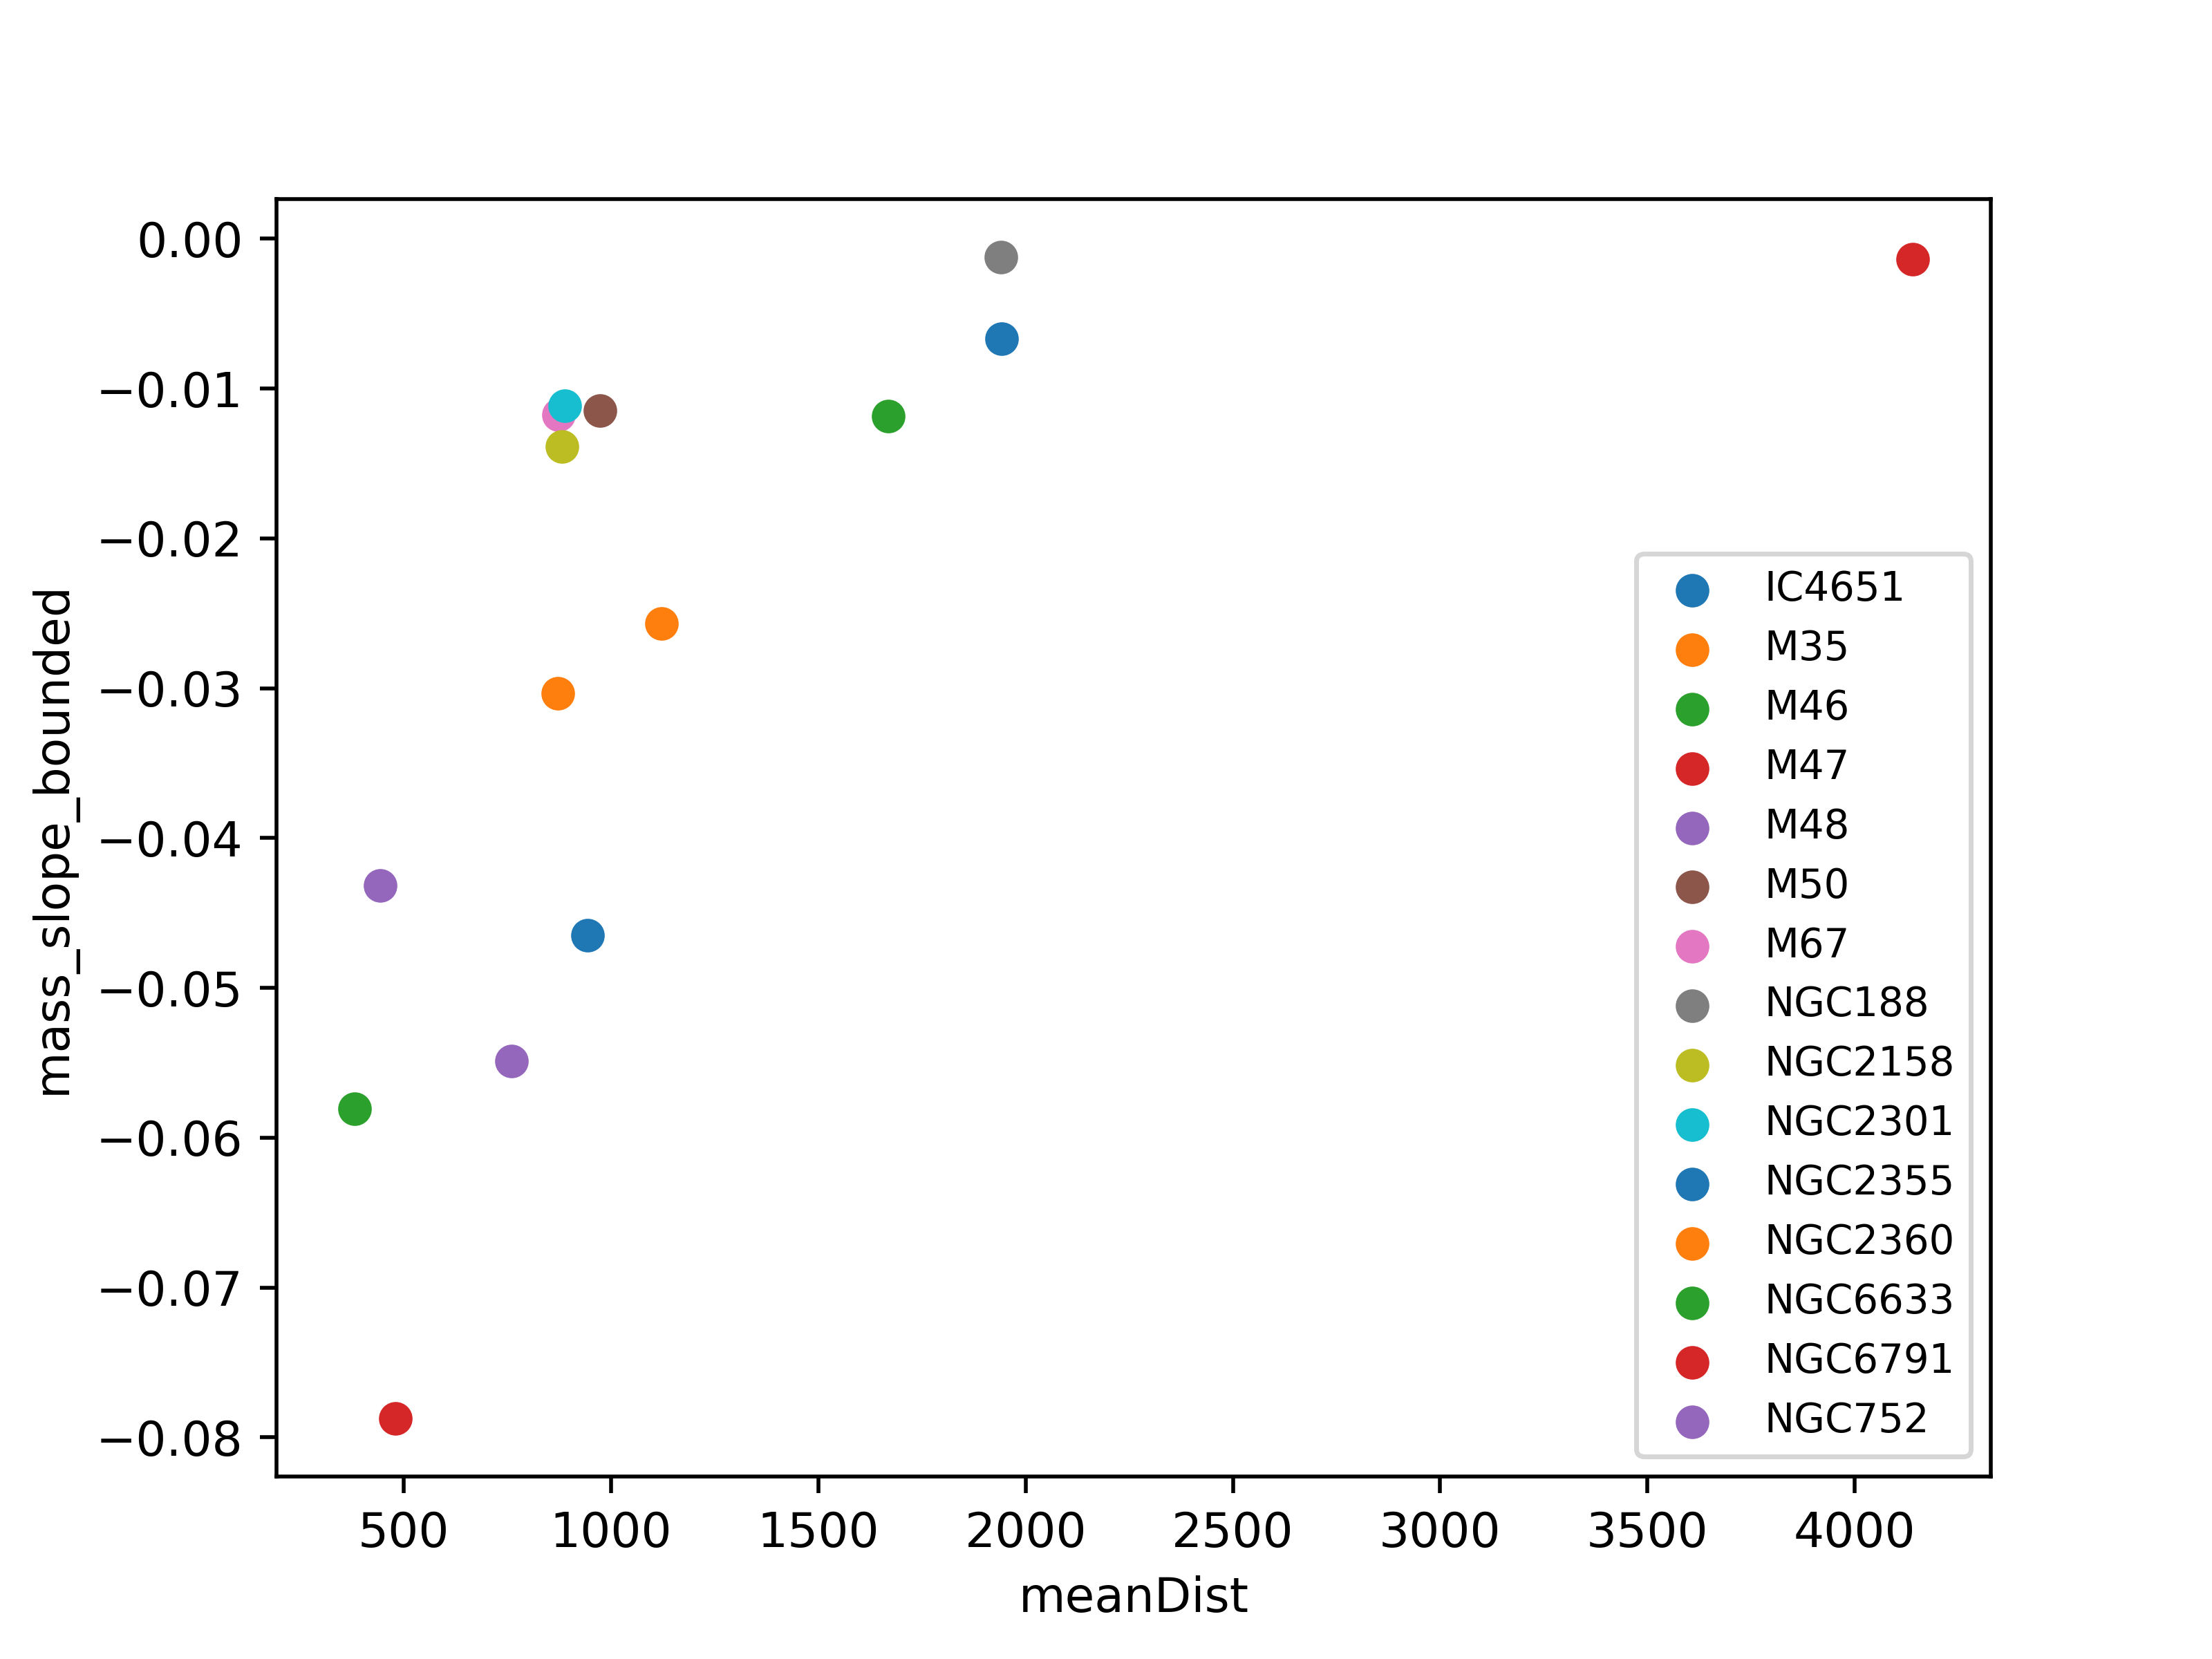 0.00
−0.01
−0.02
−0.03
−0.04
−0.05
−0.06
−0.07
−0.08
mass_slope_bounded
500 1000 1500 2000 2500 3000 3500 4000
meanDist
IC4651
M35
M46
M47
M48
M50
M67
NGC188
NGC2158
NGC2301
NGC2355
NGC2360
NGC6633
NGC6791
NGC752